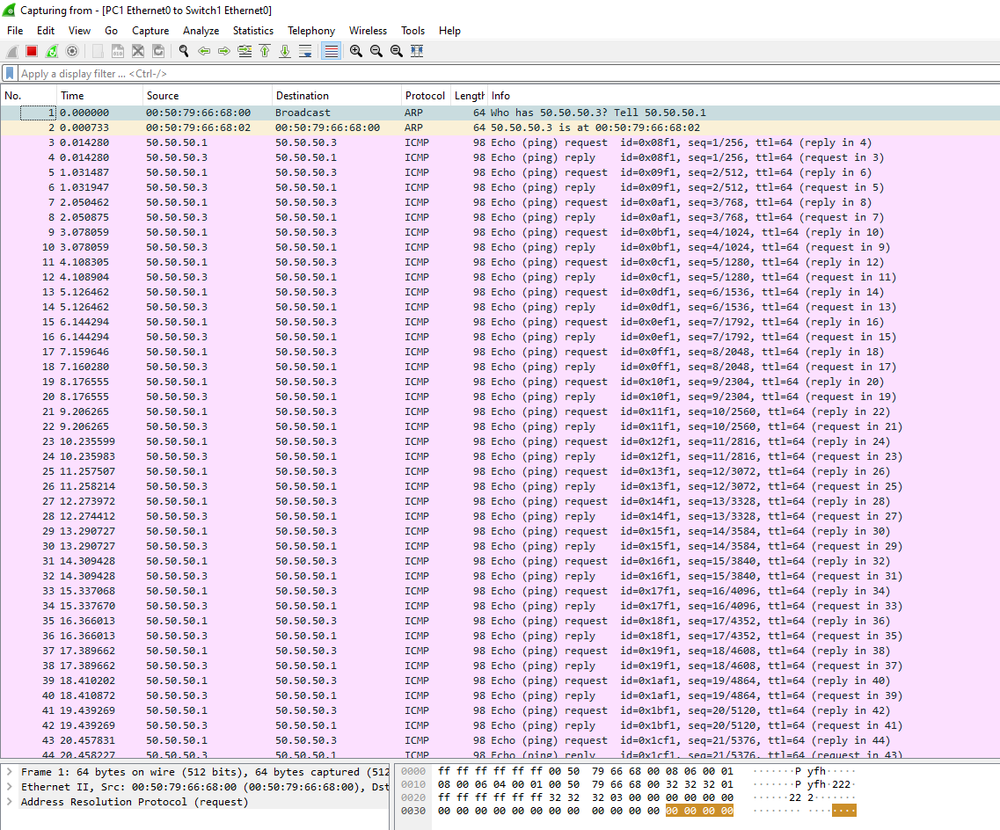 Capturing from - [PC1 Ethernet0 to Switch1 Ethernet0]
File Edit View Go Capture Analyze Statistics Telephony Wireless Tools Help
Apply a display filter ... <Ctrl-/>
No. Time Source Destination Protocol Length Info
1 0.000000 00:50:79:66:68:00 Broadcast ARP 64 Who has 50.50.50.3? Tell 50.50.50.1
2 0.000733 00:50:79:66:68:02 00:50:79:66:68:00 ARP 64 50.50.50.3 is at 00:50:79:66:68:02
3 0.014280 50.50.50.1 50.50.50.3 ICMP 98 Echo (ping) request id=0x08f1, seq=1/256, ttl=64 (reply in 4)
4 0.014280 50.50.50.3 50.50.50.1 ICMP 98 Echo (ping) reply id=0x08f1, seq=1/256, ttl=64 (request in 3)
5 1.031487 50.50.50.1 50.50.50.3 ICMP 98 Echo (ping) request id=0x09f1, seq=2/512, ttl=64 (reply in 6)
6 1.031947 50.50.50.3 50.50.50.1 ICMP 98 Echo (ping) reply id=0x09f1, seq=2/512, ttl=64 (request in 5)
7 2.050462 50.50.50.1 50.50.50.3 ICMP 98 Echo (ping) request id=0x0af1, seq=3/768, ttl=64 (reply in 8)
8 2.050875 50.50.50.3 50.50.50.1 ICMP 98 Echo (ping) reply id=0x0af1, seq=3/768, ttl=64 (request in 7)
9 3.078059 50.50.50.1 50.50.50.3 ICMP 98 Echo (ping) request id=0x0bf1, seq=4/1024, ttl=64 (reply in 10)
10 3.078059 50.50.50.3 50.50.50.1 ICMP 98 Echo (ping) reply id=0x0bf1, seq=4/1024, ttl=64 (request in 9)
11 4.108305 50.50.50.1 50.50.50.3 ICMP 98 Echo (ping) request id=0x0cf1, seq=5/1280, ttl=64 (reply in 12)
12 4.108904 50.50.50.3 50.50.50.1 ICMP 98 Echo (ping) reply id=0x0cf1, seq=5/1280, ttl=64 (request in 11)
13 5.126462 50.50.50.1 50.50.50.3 ICMP 98 Echo (ping) request id=0x0df1, seq=6/1536, ttl=64 (reply in 14)
14 5.126462 50.50.50.3 50.50.50.1 ICMP 98 Echo (ping) reply id=0x0df1, seq=6/1536, ttl=64 (request in 13)
15 6.144294 50.50.50.1 50.50.50.3 ICMP 98 Echo (ping) request id=0x0ef1, seq=7/1792, ttl=64 (reply in 16)
16 6.144294 50.50.50.3 50.50.50.1 ICMP 98 Echo (ping) reply id=0x0ef1, seq=7/1792, ttl=64 (request in 15)
17 7.159646 50.50.50.1 50.50.50.3 ICMP 98 Echo (ping) request id=0x0ff1, seq=8/2048, ttl=64 (reply in 18)
18 7.160280 50.50.50.3 50.50.50.1 ICMP 98 Echo (ping) reply id=0x0ff1, seq=8/2048, ttl=64 (request in 17)
19 8.176555 50.50.50.1 50.50.50.3 ICMP 98 Echo (ping) request id=0x10f1, seq=9/2304, ttl=64 (reply in 20)
20 8.176555 50.50.50.3 50.50.50.1 ICMP 98 Echo (ping) reply id=0x10f1, seq=9/2304, ttl=64 (request in 19)
21 9.206265 50.50.50.1 50.50.50.3 ICMP 98 Echo (ping) request id=0x11f1, seq=10/2560, ttl=64 (reply in 22)
22 9.206265 50.50.50.3 50.50.50.1 ICMP 98 Echo (ping) reply id=0x11f1, seq=10/2560, ttl=64 (request in 21)
23 10.235599 50.50.50.1 50.50.50.3 ICMP 98 Echo (ping) request id=0x12f1, seq=11/2816, ttl=64 (reply in 24)
24 10.235983 50.50.50.3 50.50.50.1 ICMP 98 Echo (ping) reply id=0x12f1, seq=11/2816, ttl=64 (request in 23)
25 11.257507 50.50.50.1 50.50.50.3 ICMP 98 Echo (ping) request id=0x13f1, seq=12/3072, ttl=64 (reply in 26)
26 11.258214 50.50.50.3 50.50.50.1 ICMP 98 Echo (ping) reply id=0x13f1, seq=12/3072, ttl=64 (request in 25)
27 12.273972 50.50.50.1 50.50.50.3 ICMP 98 Echo (ping) request id=0x14f1, seq=13/3328, ttl=64 (reply in 28)
28 12.274412 50.50.50.3 50.50.50.1 ICMP 98 Echo (ping) reply id=0x14f1, seq=13/3328, ttl=64 (request in 27)
29 13.290727 50.50.50.1 50.50.50.3 ICMP 98 Echo (ping) request id=0x15f1, seq=14/3584, ttl=64 (reply in 30)
30 13.290727 50.50.50.3 50.50.50.1 ICMP 98 Echo (ping) reply id=0x15f1, seq=14/3584, ttl=64 (request in 29)
31 14.309428 50.50.50.1 50.50.50.3 ICMP 98 Echo (ping) request id=0x16f1, seq=15/3840, ttl=64 (reply in 32)
32 14.309428 50.50.50.3 50.50.50.1 ICMP 98 Echo (ping) reply id=0x16f1, seq=15/3840, ttl=64 (request in 31)
33 15.337068 50.50.50.1 50.50.50.3 ICMP 98 Echo (ping) request id=0x17f1, seq=16/4096, ttl=64 (reply in 34)
34 15.337670 50.50.50.3 50.50.50.1 ICMP 98 Echo (ping) reply id=0x17f1, seq=16/4096, ttl=64 (request in 33)
35 16.366013 50.50.50.1 50.50.50.3 ICMP 98 Echo (ping) request id=0x18f1, seq=17/4352, ttl=64 (reply in 36)
36 16.366013 50.50.50.3 50.50.50.1 ICMP 98 Echo (ping) reply id=0x18f1, seq=17/4352, ttl=64 (request in 35)
37 17.389662 50.50.50.1 50.50.50.3 ICMP 98 Echo (ping) request id=0x19f1, seq=18/4608, ttl=64 (reply in 38)
38 17.389662 50.50.50.3 50.50.50.1 ICMP 98 Echo (ping) reply id=0x19f1, seq=18/4608, ttl=64 (request in 37)
39 18.410202 50.50.50.1 50.50.50.3 ICMP 98 Echo (ping) request id=0x1af1, seq=19/4864, ttl=64 (reply in 40)
40 18.410872 50.50.50.3 50.50.50.1 ICMP 98 Echo (ping) reply id=0x1af1, seq=19/4864, ttl=64 (request in 39)
41 19.439269 50.50.50.1 50.50.50.3 ICMP 98 Echo (ping) request id=0x1bf1, seq=20/5120, ttl=64 (reply in 42)
42 19.439269 50.50.50.3 50.50.50.1 ICMP 98 Echo (ping) reply id=0x1bf1, seq=20/5120, ttl=64 (request in 41)
43 20.457831 50.50.50.1 50.50.50.3 ICMP 98 Echo (ping) request id=0x1cf1, seq=21/5376, ttl=64 (reply in 44)
44 20.458227 50.50.50.3 50.50.50.1 ICMP 98 Echo (ping) reply id=0x1cf1, seq=21/5376, ttl=64 (request in 43)
Frame 1: 64 bytes on wire (512 bits), 64 bytes captured (512
Ethernet II, Src: 00:50:79:66:68:00 (00:50:79:66:68:00), Dst
Address Resolution Protocol (request)
0000 ff ff ff ff ff ff 00 50 79 66 68 00 08 06 00 01 ·······P yfh·····
0010 08 00 06 04 00 01 00 50 79 66 68 00 32 32 32 01 ·······P yfh·222·
0020 ff ff ff ff ff ff 32 32 32 03 00 00 00 00 00 00 ······22 2·······
0030 00 00 00 00 00 00 00 00 00 00 00 00 00 00 00 00 ········ ········